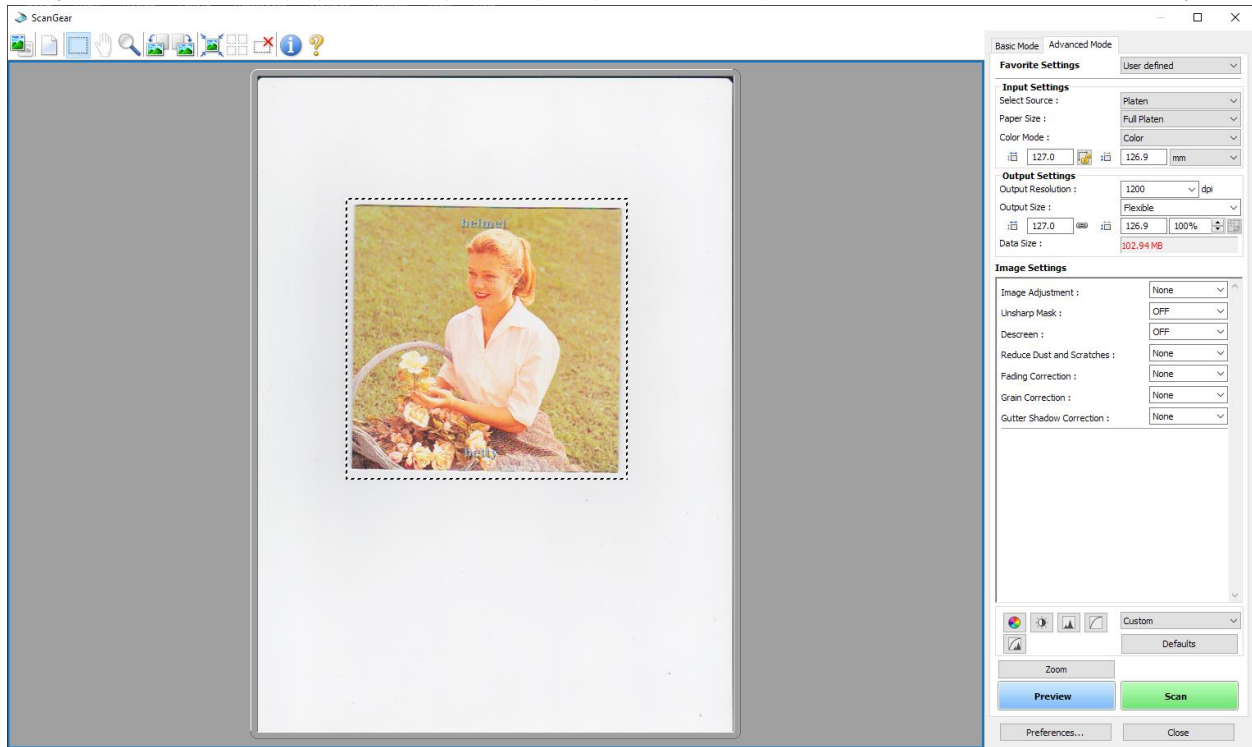 ScanGear
Basic Mode Advanced Mode
Favorite Settings User defined
Input Settings
Select Source : Platen
Paper Size : Full Platen
Color Mode : Color
127.0 126.9 mm
Output Settings
Output Resolution : 1200 dpi
Output Size : Flexible
127.0 126.9 100%
Data Size : 102.94 MB
Image Settings
Image Adjustment : None
Unsharp Mask : OFF
Descreen : OFF
Reduce Dust and Scratches : None
Fading Correction : None
Grain Correction : None
Gutter Shadow Correction : None
Custom
Defaults
Zoom
Preview Scan
Preferences... Close
helmet
betty